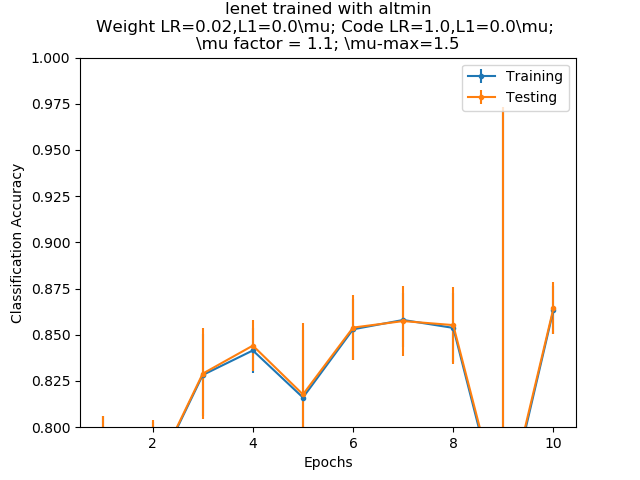 lenet trained with altmin
Weight LR=0.02,L1=0.0\mu; Code LR=1.0,L1=0.0\mu;
\mu factor = 1.1; \mu-max=1.5
Training
Testing
Classification Accuracy
1.000
0.975
0.950
0.925
0.900
0.875
0.850
0.825
0.800
2 4 6 8 10
Epochs